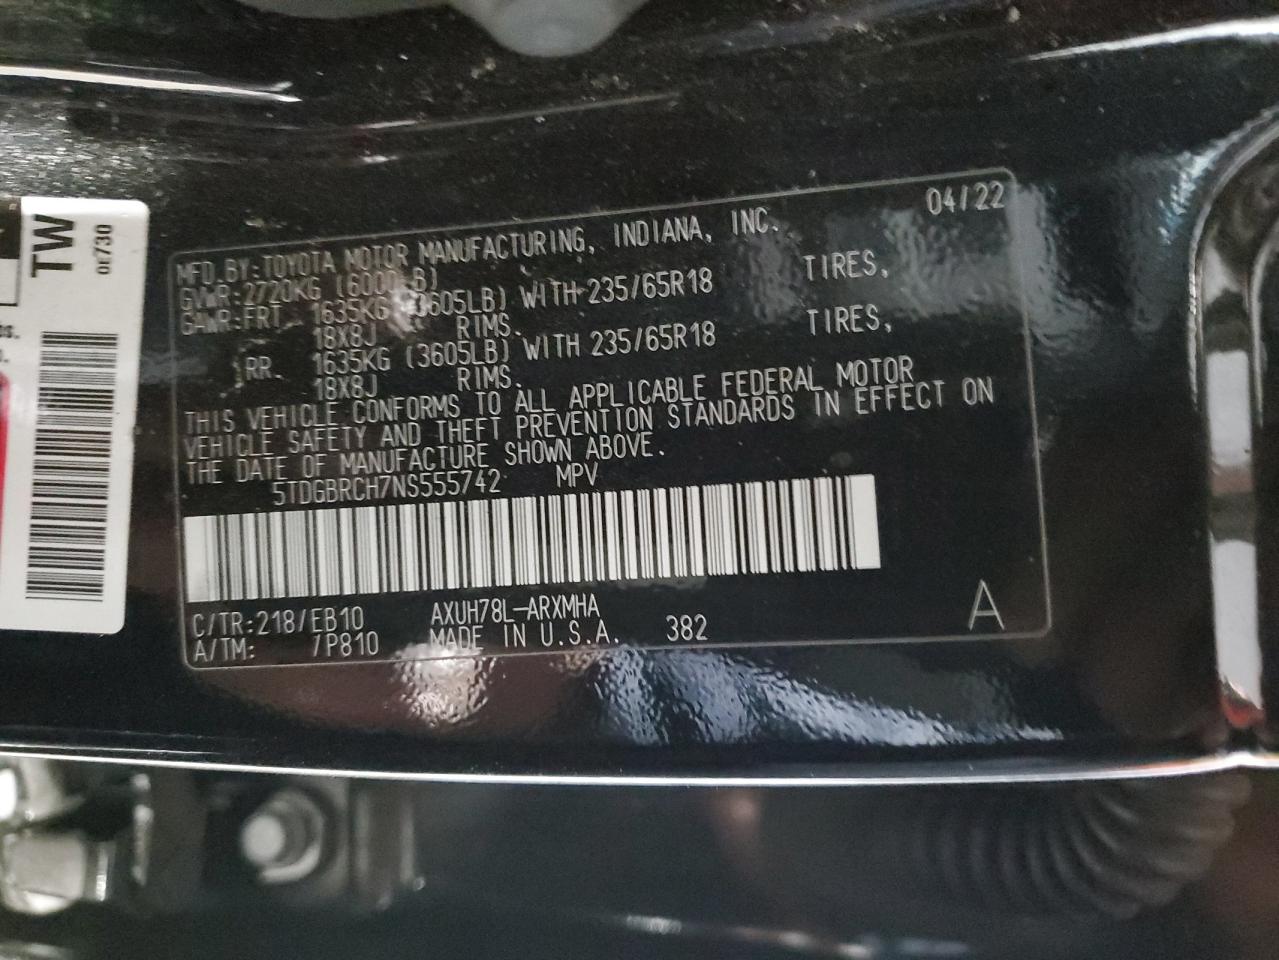 04/22
MFD.BY:TOYOTA MOTOR MANUFACTURING, INDIANA, INC.
GVWR:2720KG (6000LB)
GAWR:FRT 1635KG (3605LB) WITH 235/65R18 TIRES,
18X8J RIMS.
RR. 1635KG (3605LB) WITH 235/65R18 TIRES,
18X8J RIMS.
THIS VEHICLE CONFORMS TO ALL APPLICABLE FEDERAL MOTOR
VEHICLE SAFETY AND THEFT PREVENTION STANDARDS IN EFFECT ON
THE DATE OF MANUFACTURE SHOWN ABOVE.
5TDGBRCH7NS555742 MPV
C/TR:218/EB10 AXUH78L-ARXMHA
A/TM: /P810 MADE IN U.S.A. 382
A
TW
0E730